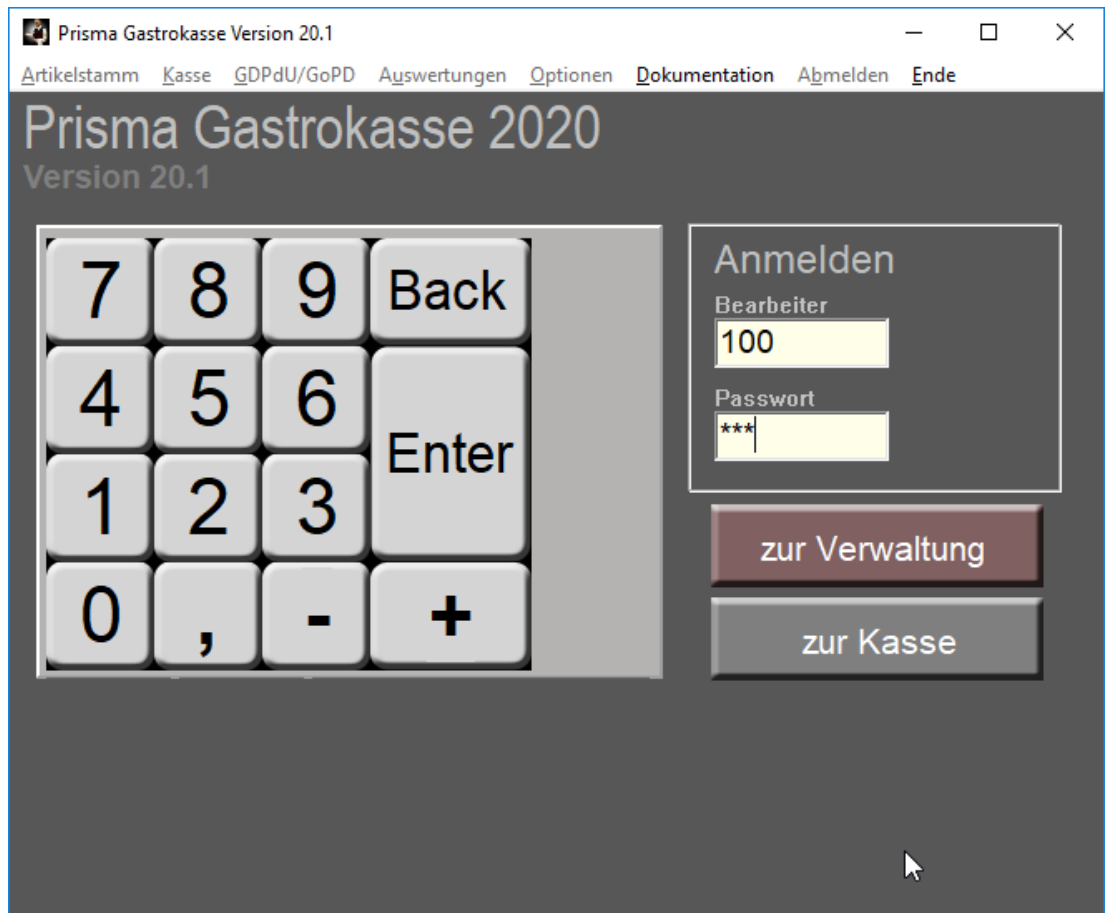 Prisma Gastrokasse Version 20.1
Artikelstamm Kasse GDPdU/GoPD Auswertungen Optionen Dokumentation Abmelden Ende
Prisma Gastrokasse 2020
Version 20.1
7 8 9 Back
4 5 6
Enter
1 2 3
0 , - +
Anmelden
Bearbeiter
100
Passwort
***
zur Verwaltung
zur Kasse